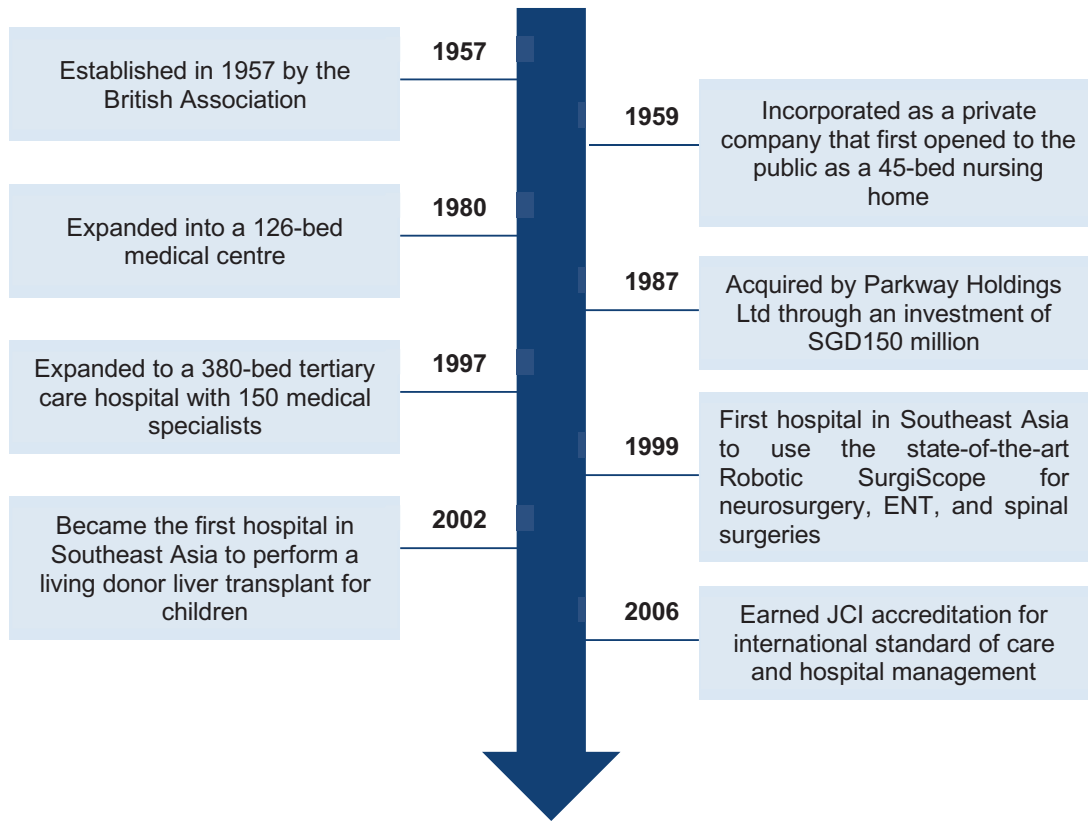 1957
Established in 1957 by the
British Association
1959
Incorporated as a private
company that first opened to the
public as a 45-bed nursing
home
1980
Expanded into a 126-bed
medical centre
1987
Acquired by Parkway Holdings
Ltd through an investment of
SGD150 million
1997
Expanded to a 380-bed tertiary
care hospital with 150 medical
specialists
1999
First hospital in Southeast Asia
to use the state-of-the-art
Robotic SurgiScope for
neurosurgery, ENT, and spinal
surgeries
2002
Became the first hospital in
Southeast Asia to perform a
living donor liver transplant for
children
2006
Earned JCI accreditation for
international standard of care
and hospital management